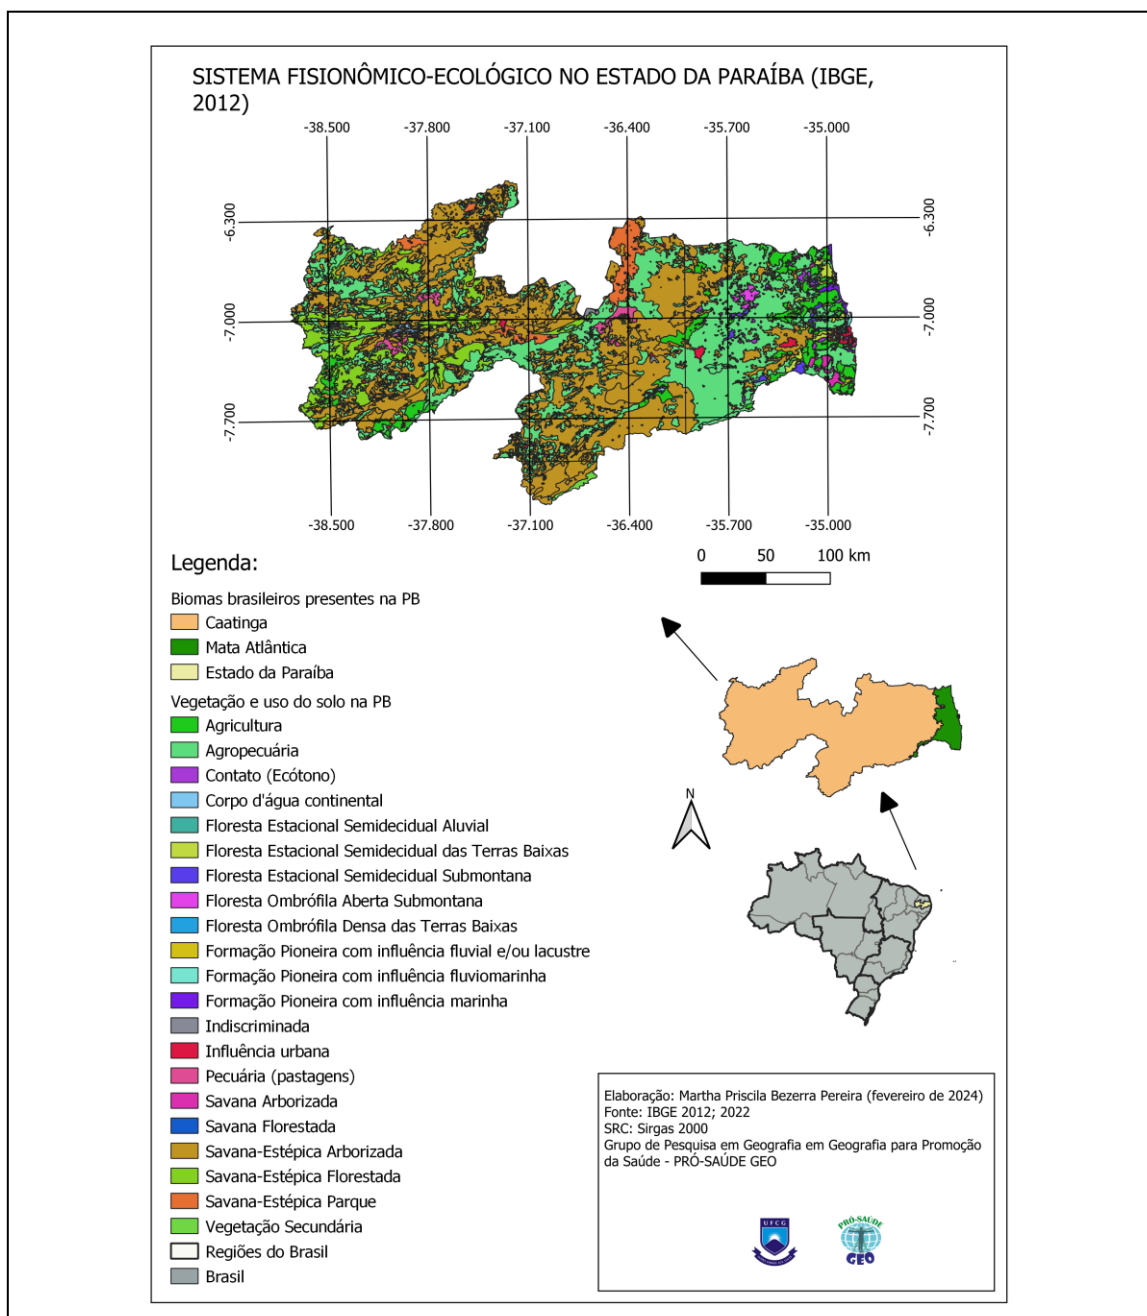 SISTEMA FISIONÔMICO-ECOLÓGICO NO ESTADO DA PARAÍBA (IBGE,
2012)
-38.500 -37.800 -37.100 -36.400 -35.700 -35.000
-6.300 -6.300
-7.000 -7.000
-7.700 -7.700
-38.500 -37.800 -37.100 -36.400 -35.700 -35.000
0 50 100 km
Legenda:
Biomas brasileiros presentes na PB
Caatinga
Mata Atlântica
Estado da Paraíba
Vegetação e uso do solo na PB
Agricultura
Agropecuária
Contato (Ecótono)
Corpo d'água continental
Floresta Estacional Semidecidual Aluvial
Floresta Estacional Semidecidual das Terras Baixas
Floresta Estacional Semidecidual Submontana
Floresta Ombrófila Aberta Submontana
Floresta Ombrófila Densa das Terras Baixas
Formação Pioneira com influência fluvial e/ou lacustre
Formação Pioneira com influência fluviomarinha
Formação Pioneira com influência marinha
Indiscriminada
Influência urbana
Pecuária (pastagens)
Savana Arborizada
Savana Florestada
Savana-Estépica Arborizada
Savana-Estépica Florestada
Savana-Estépica Parque
Vegetação Secundária
Regiões do Brasil
Brasil
N
Elaboração: Martha Priscila Bezerra Pereira (fevereiro de 2024)
Fonte: IBGE 2012; 2022
SRC: Sirgas 2000
Grupo de Pesquisa em Geografia em Geografia para Promoção
da Saúde - PRÓ-SAÚDE GEO
UFCG
PRÓ-SAÚDE
GEO